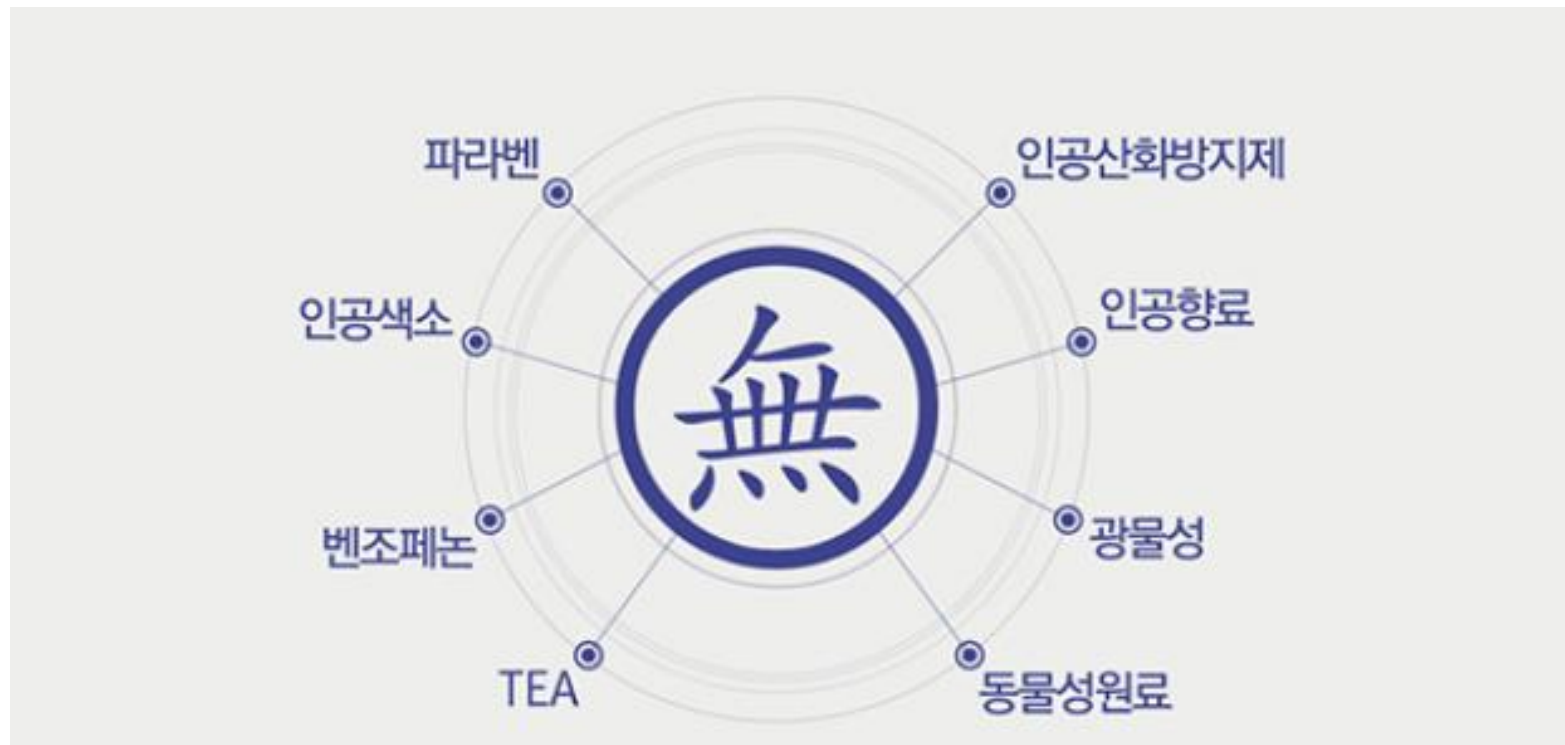 파라벤
인공산화방지제
인공색소
인공향료
無
벤조페논
광물성
TEA
동물성원료